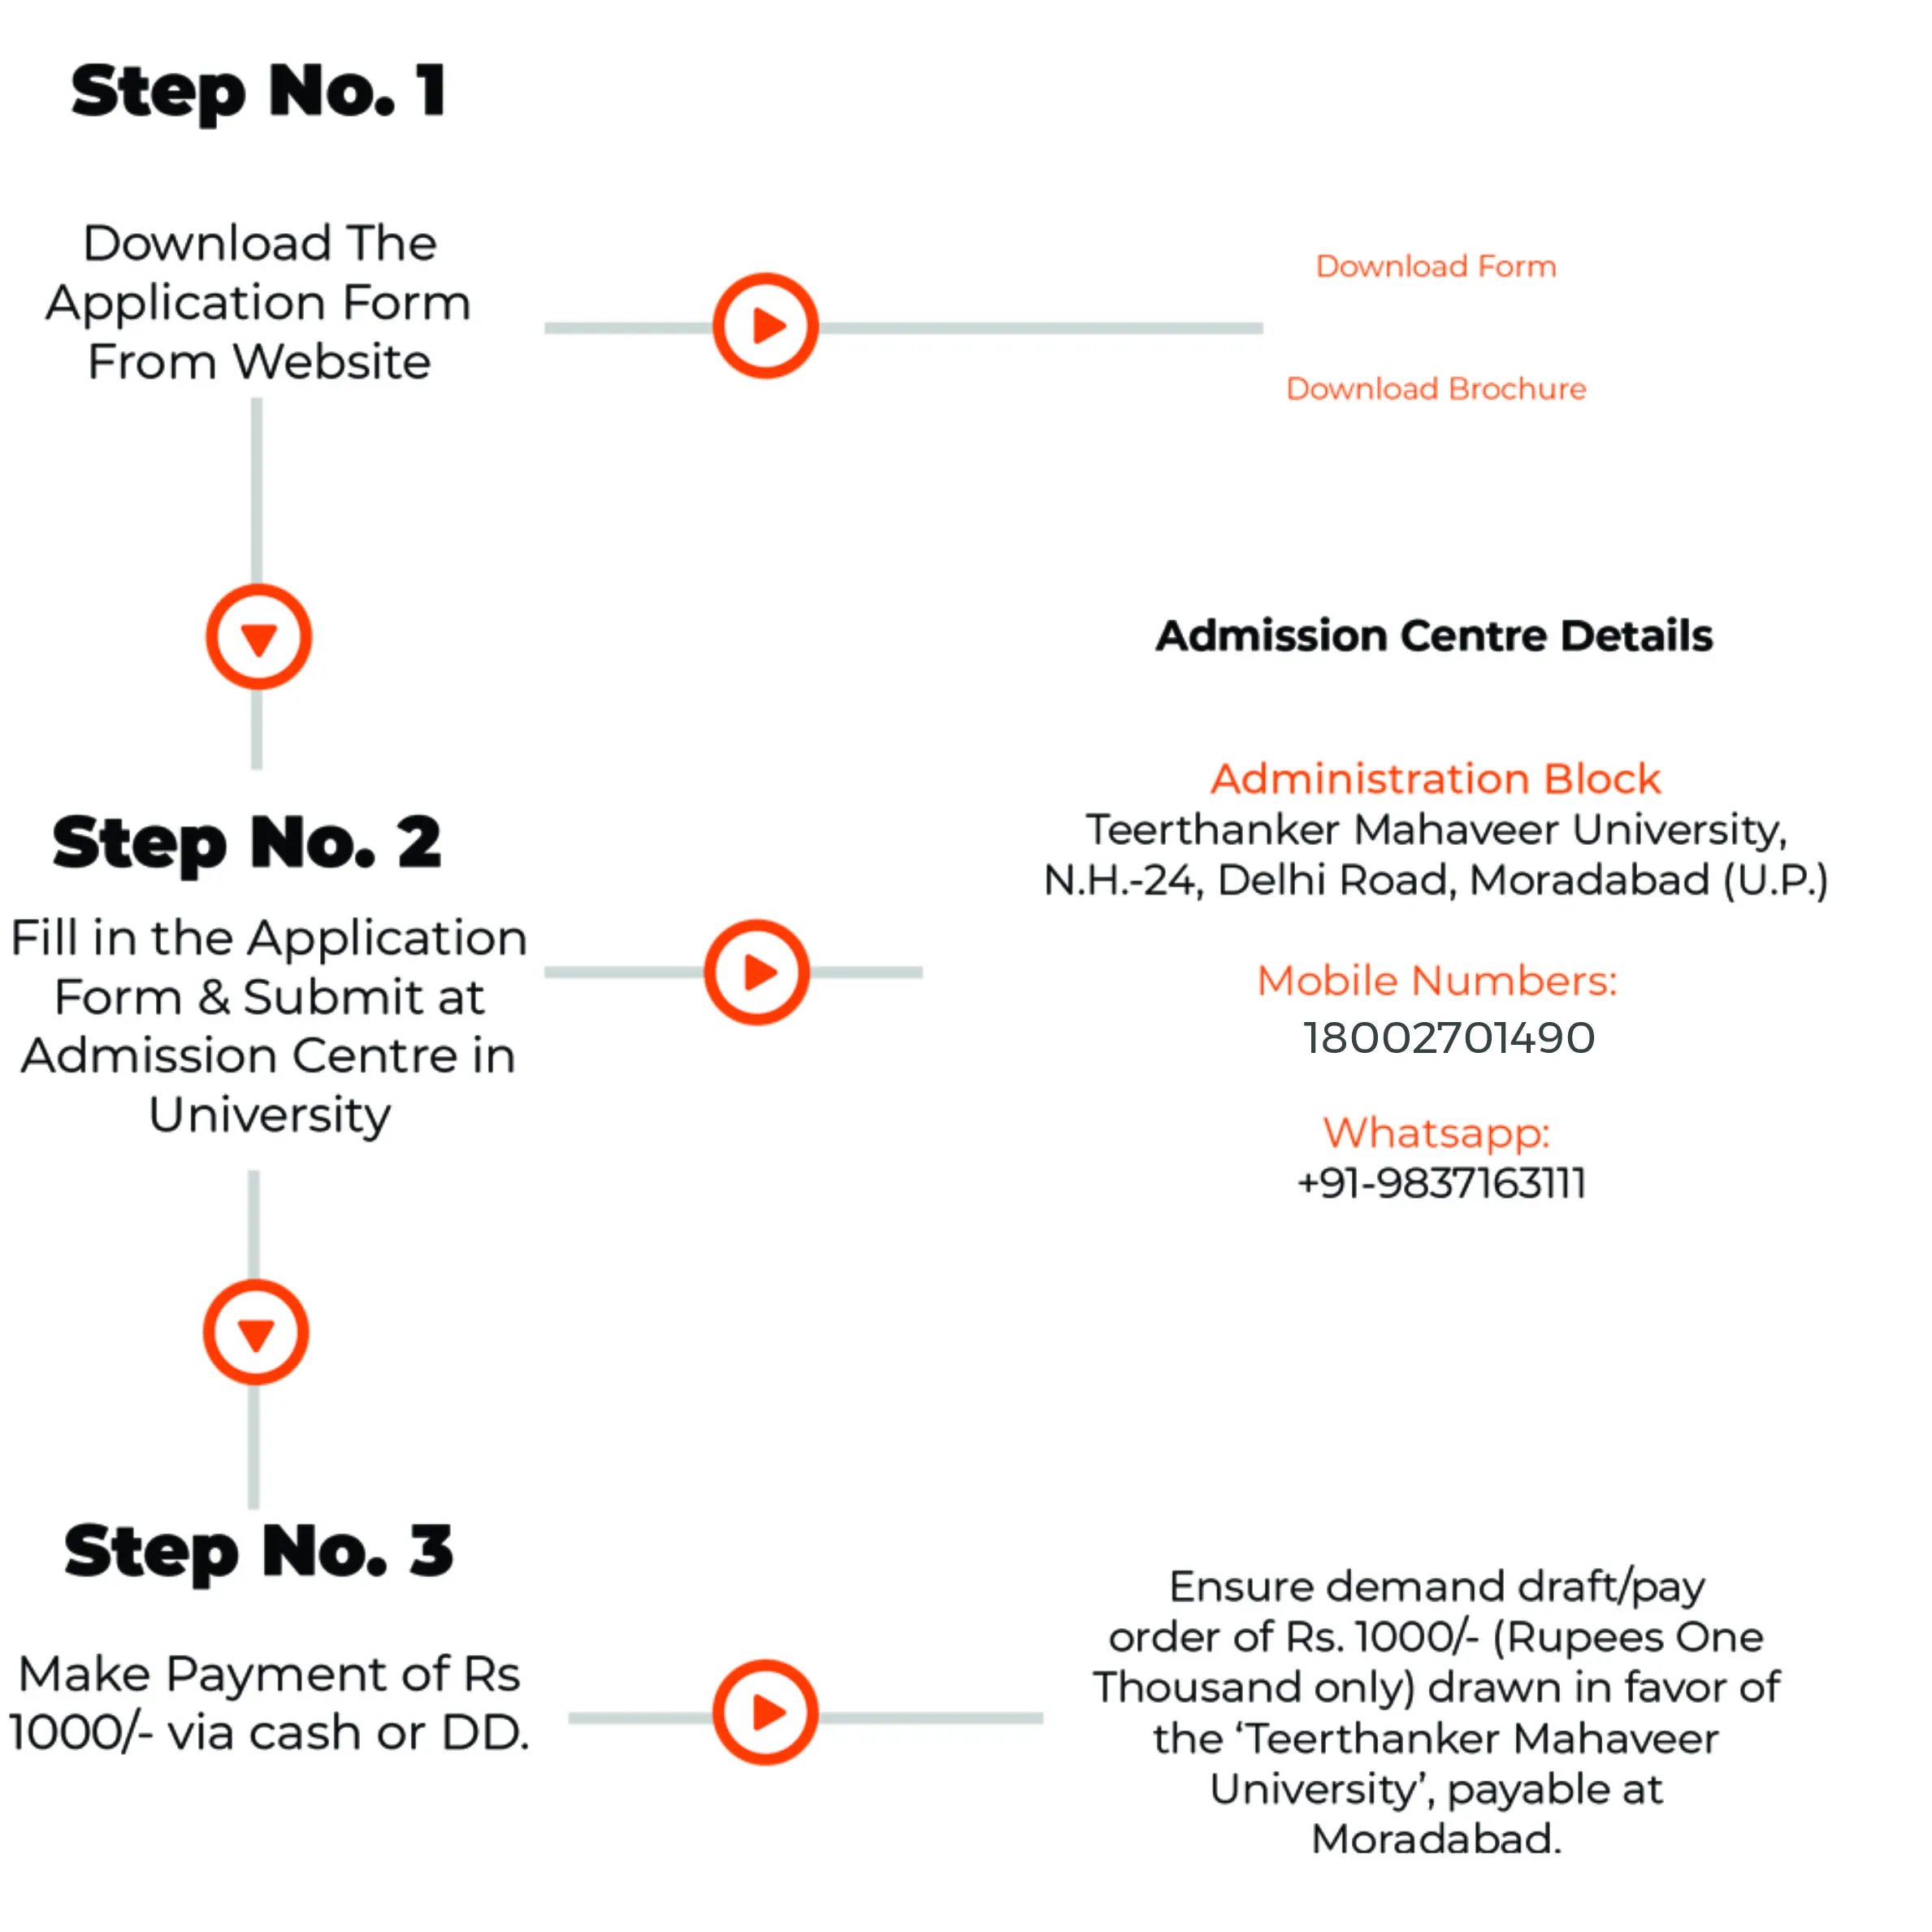 Step No. 1
Download The
Application Form
From Website
Download Form
Download Brochure
Step No. 2
Fill in the Application
Form & Submit at
Admission Centre in
University
Admission Centre Details
Administration Block
Teerthanker Mahaveer University,
N.H.-24, Delhi Road, Moradabad (U.P.)
Mobile Numbers:
18002701490
Whatsapp:
+91-9837163111
Step No. 3
Make Payment of Rs
1000/- via cash or DD.
Ensure demand draft/pay
order of Rs. 1000/- (Rupees One
Thousand only) drawn in favor of
the ‘Teerthanker Mahaveer
University’, payable at
Moradabad.